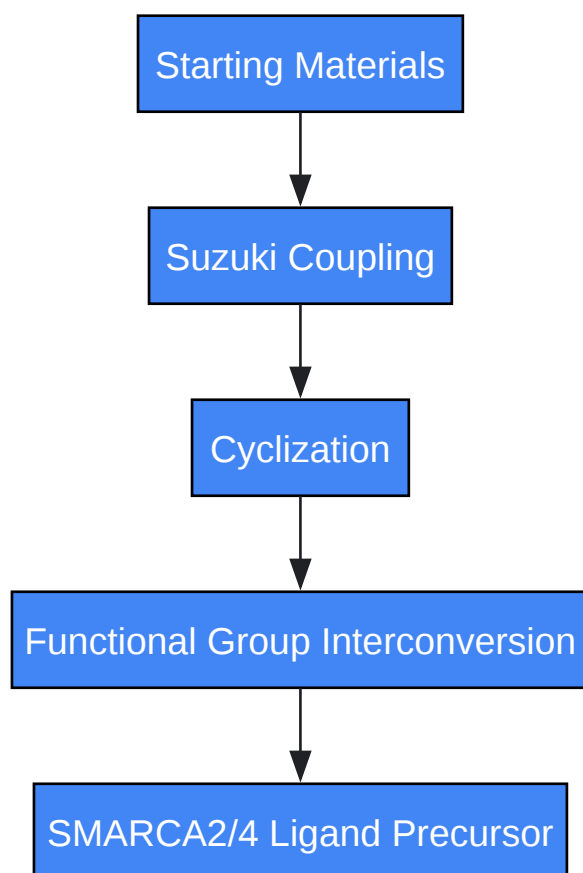 Starting Materials
Suzuki Coupling
Cyclization
Functional Group Interconversion
SMARCA2/4 Ligand Precursor